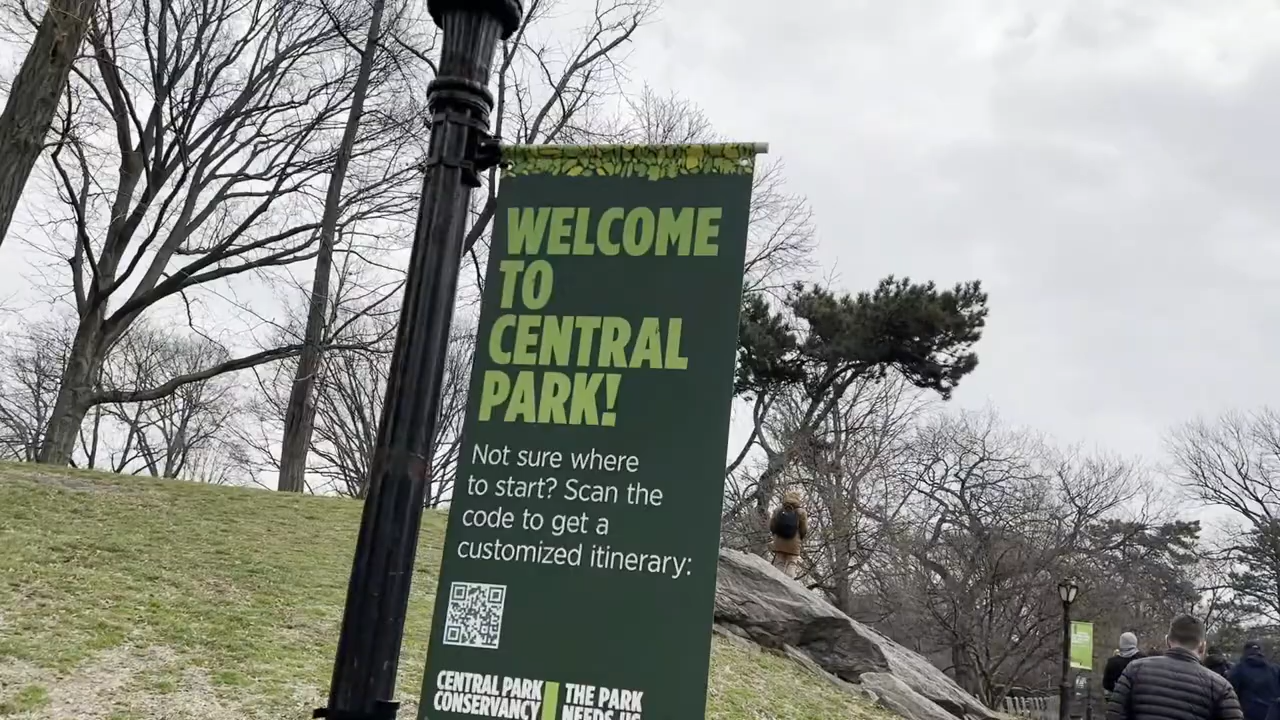 WELCOME
TO
CENTRAL
PARK!
Not sure where
to start? Scan the
code to get a
customized itinerary:
CENTRAL PARK
CONSERVANCY
THE PARK
NEEDS US